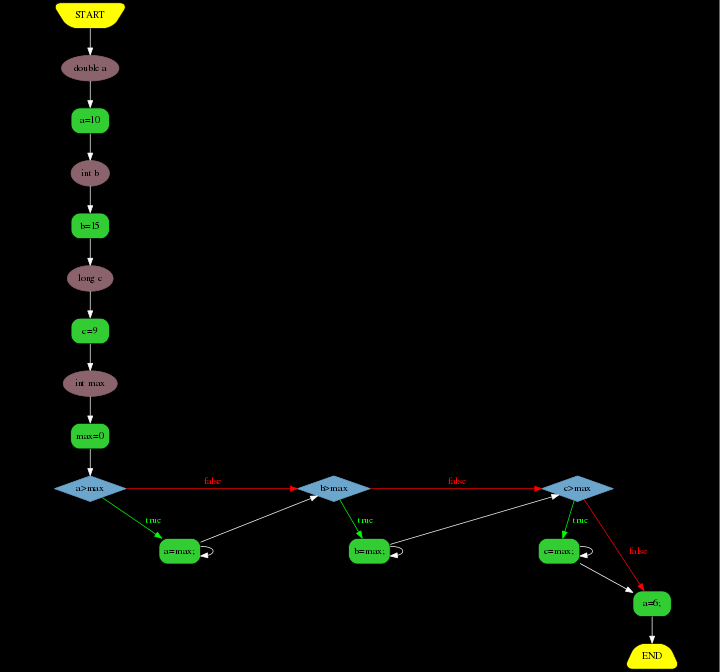 START
double a
a=10
int b
b=15
long c
c=9
int max
max=0
a>max
false
b>max
false
c>max
true
true
true
false
a=max;
b=max;
c=max;
a=6;
END